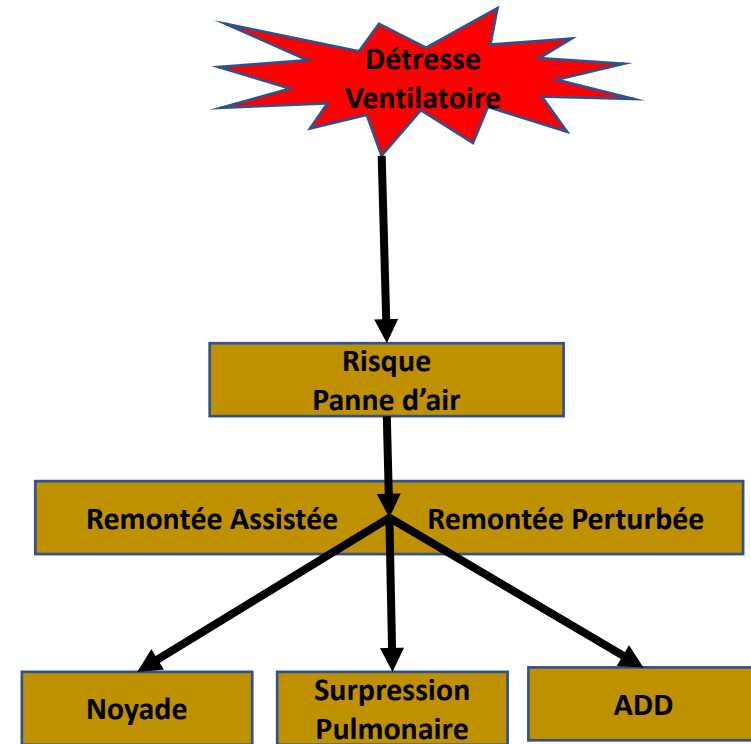 Détresse
Ventilatoire
Risque
Panne d’air
Remontée Assistée Remontée Perturbée
Noyade
Surpression
Pulmonaire
ADD